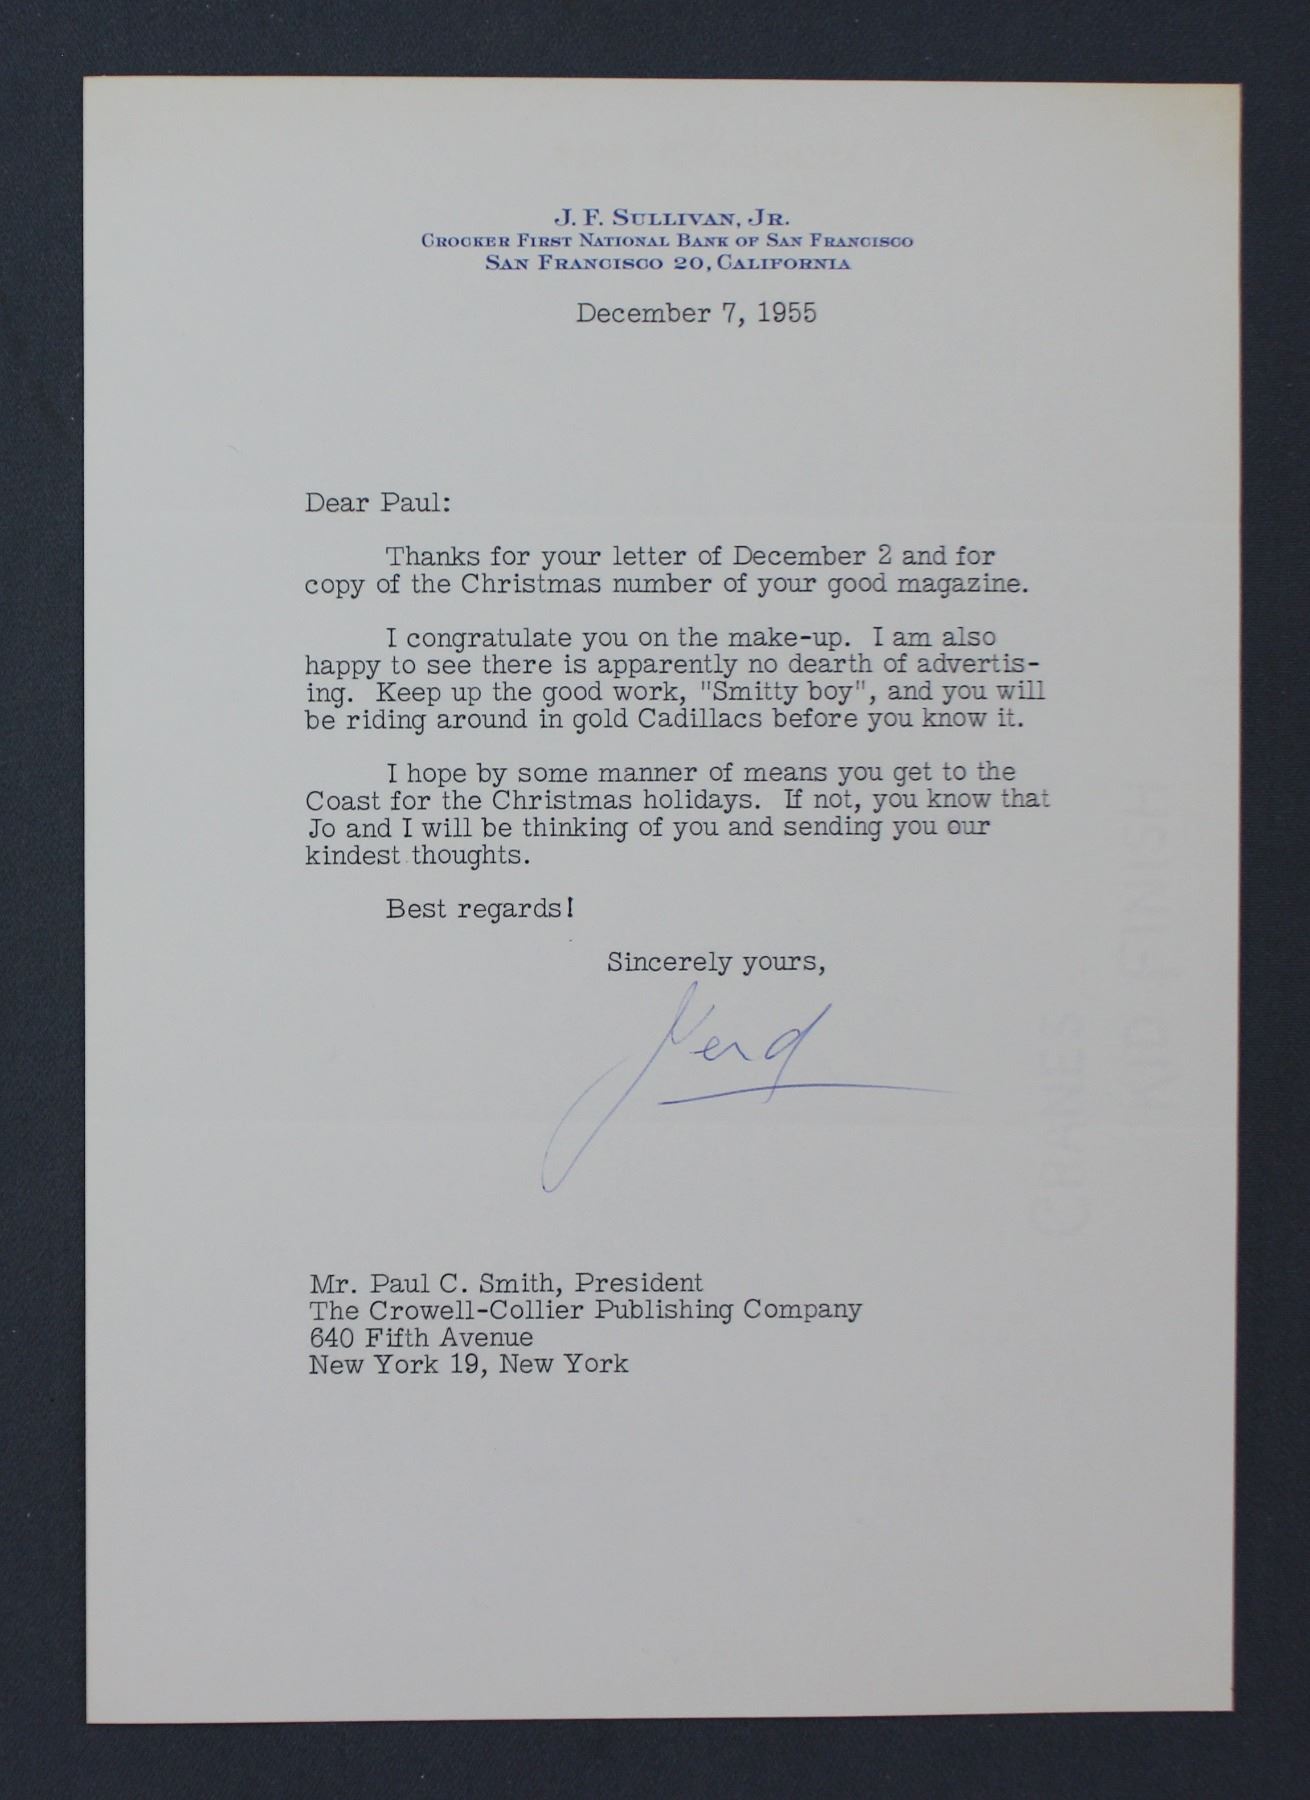 J. F. Sullivan, Jr.
Crocker First National Bank of San Francisco
San Francisco 20, California
December 7, 1955
Dear Paul:
Thanks for your letter of December 2 and for
copy of the Christmas number of your good magazine.
I congratulate you on the make-up.  I am also
happy to see there is apparently no dearth of advertis-
ing.  Keep up the good work, "Smitty boy", and you will
be riding around in gold Cadillacs before you know it.
I hope by some manner of means you get to the
Coast for the Christmas holidays.  If not, you know that
Jo and I will be thinking of you and sending you our
kindest thoughts.
Best regards!
Sincerely yours,
Mr. Paul C. Smith, President
The Crowell-Collier Publishing Company
640 Fifth Avenue
New York 19, New York
CRANES
FINISH